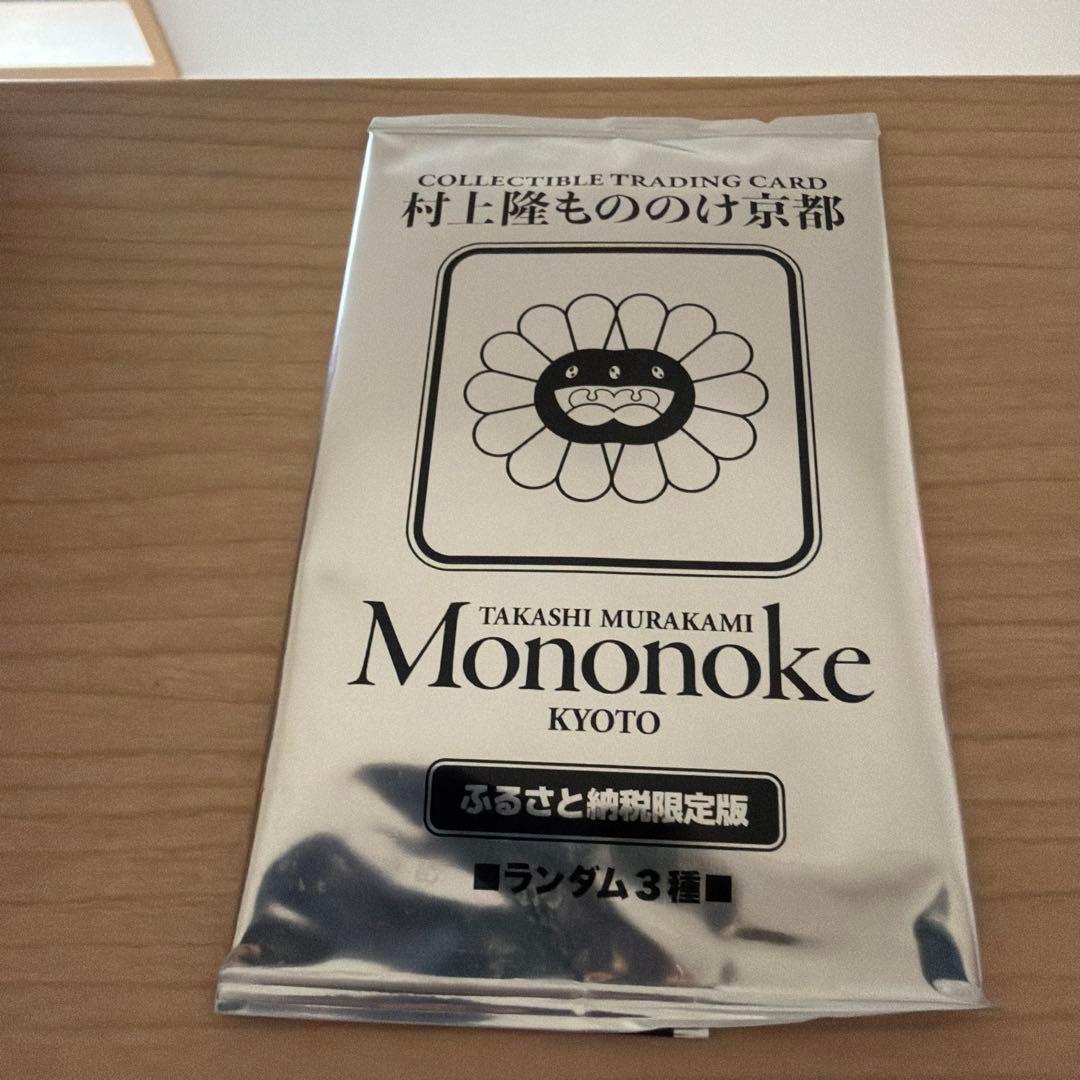 COLLECTIBLE TRADING CARD
村上隆もののけ京都
TAKASHI MURAKAMI
Mononoke
KYOTO
ふるさと納税限定版
■ランダム3種■